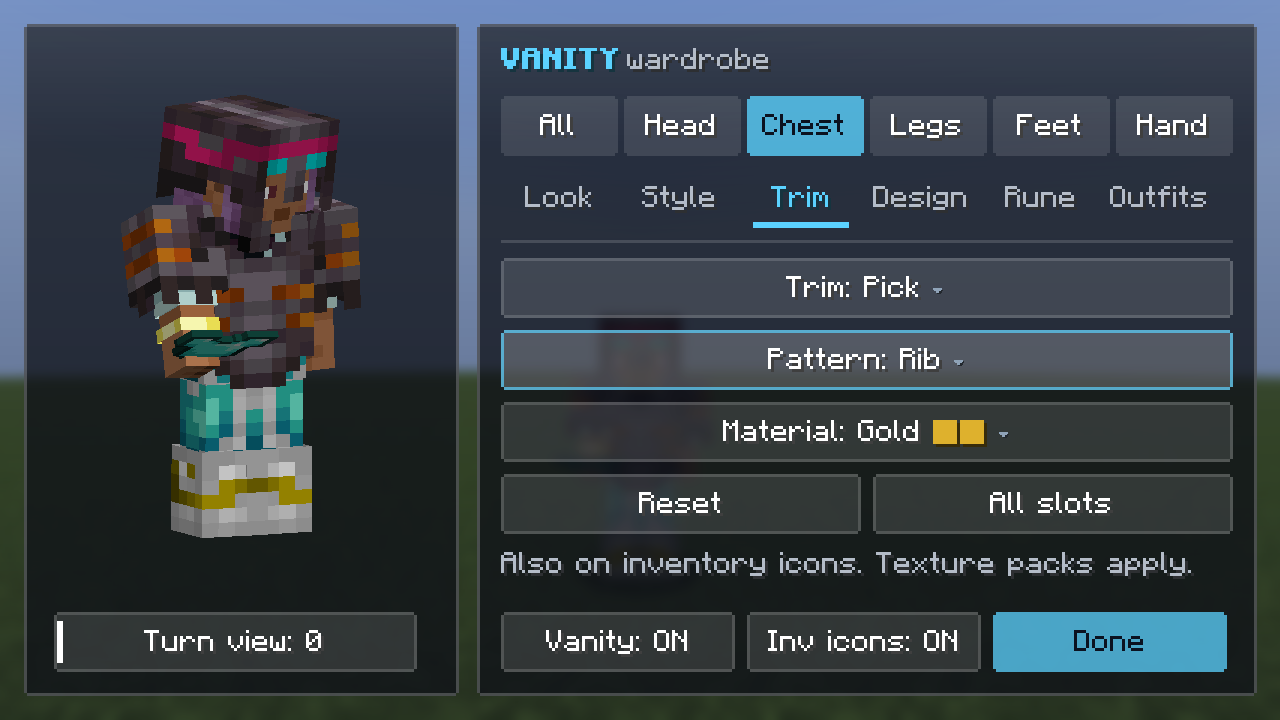 VANITY wardrobe
All Head Chest Legs Feet Hand
Look Style Trim Design Rune Outfits
Trim: Pick
Pattern: Rib
Material: Gold
Reset All slots
Also on inventory icons. Texture packs apply.
Turn view: 0 Vanity: ON Inv icons: ON Done